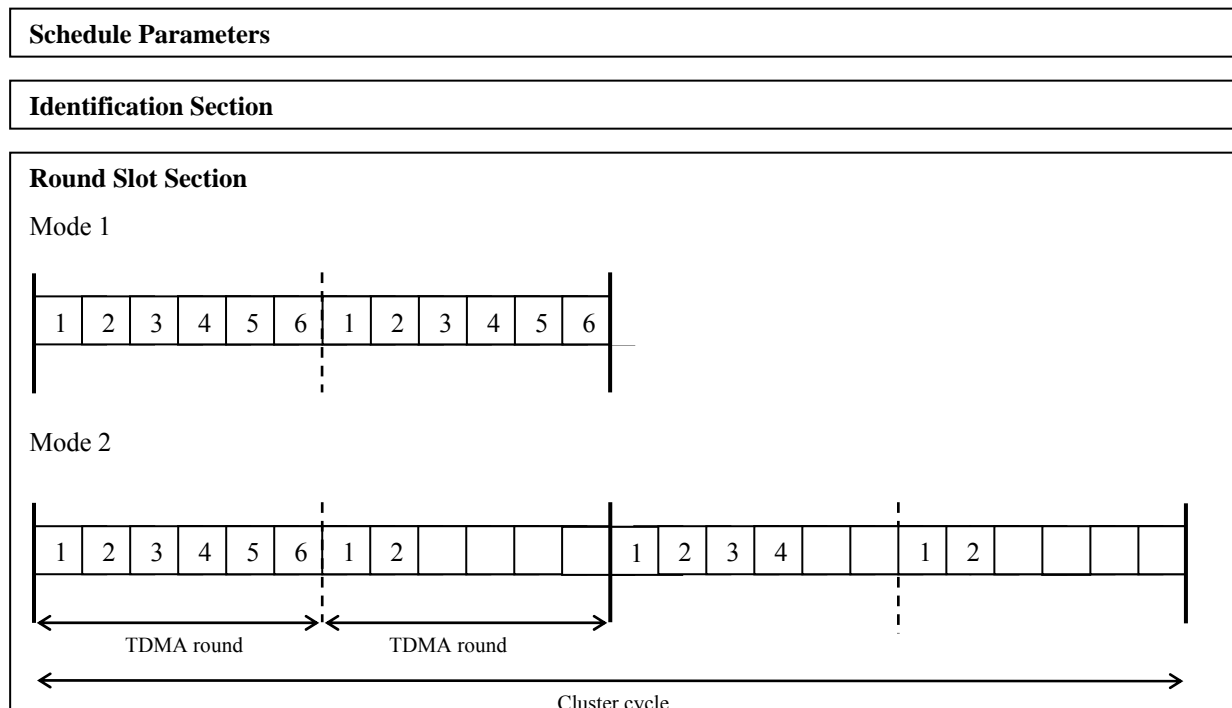 Schedule Parameters
Identification Section
Round Slot Section
Mode 1
1 2 3 4 5 6 1 2 3 4 5 6
Mode 2
1 2 3 4 5 6 1 2 1 2 3 4 1 2
TDMA round TDMA round
Cluster cycle